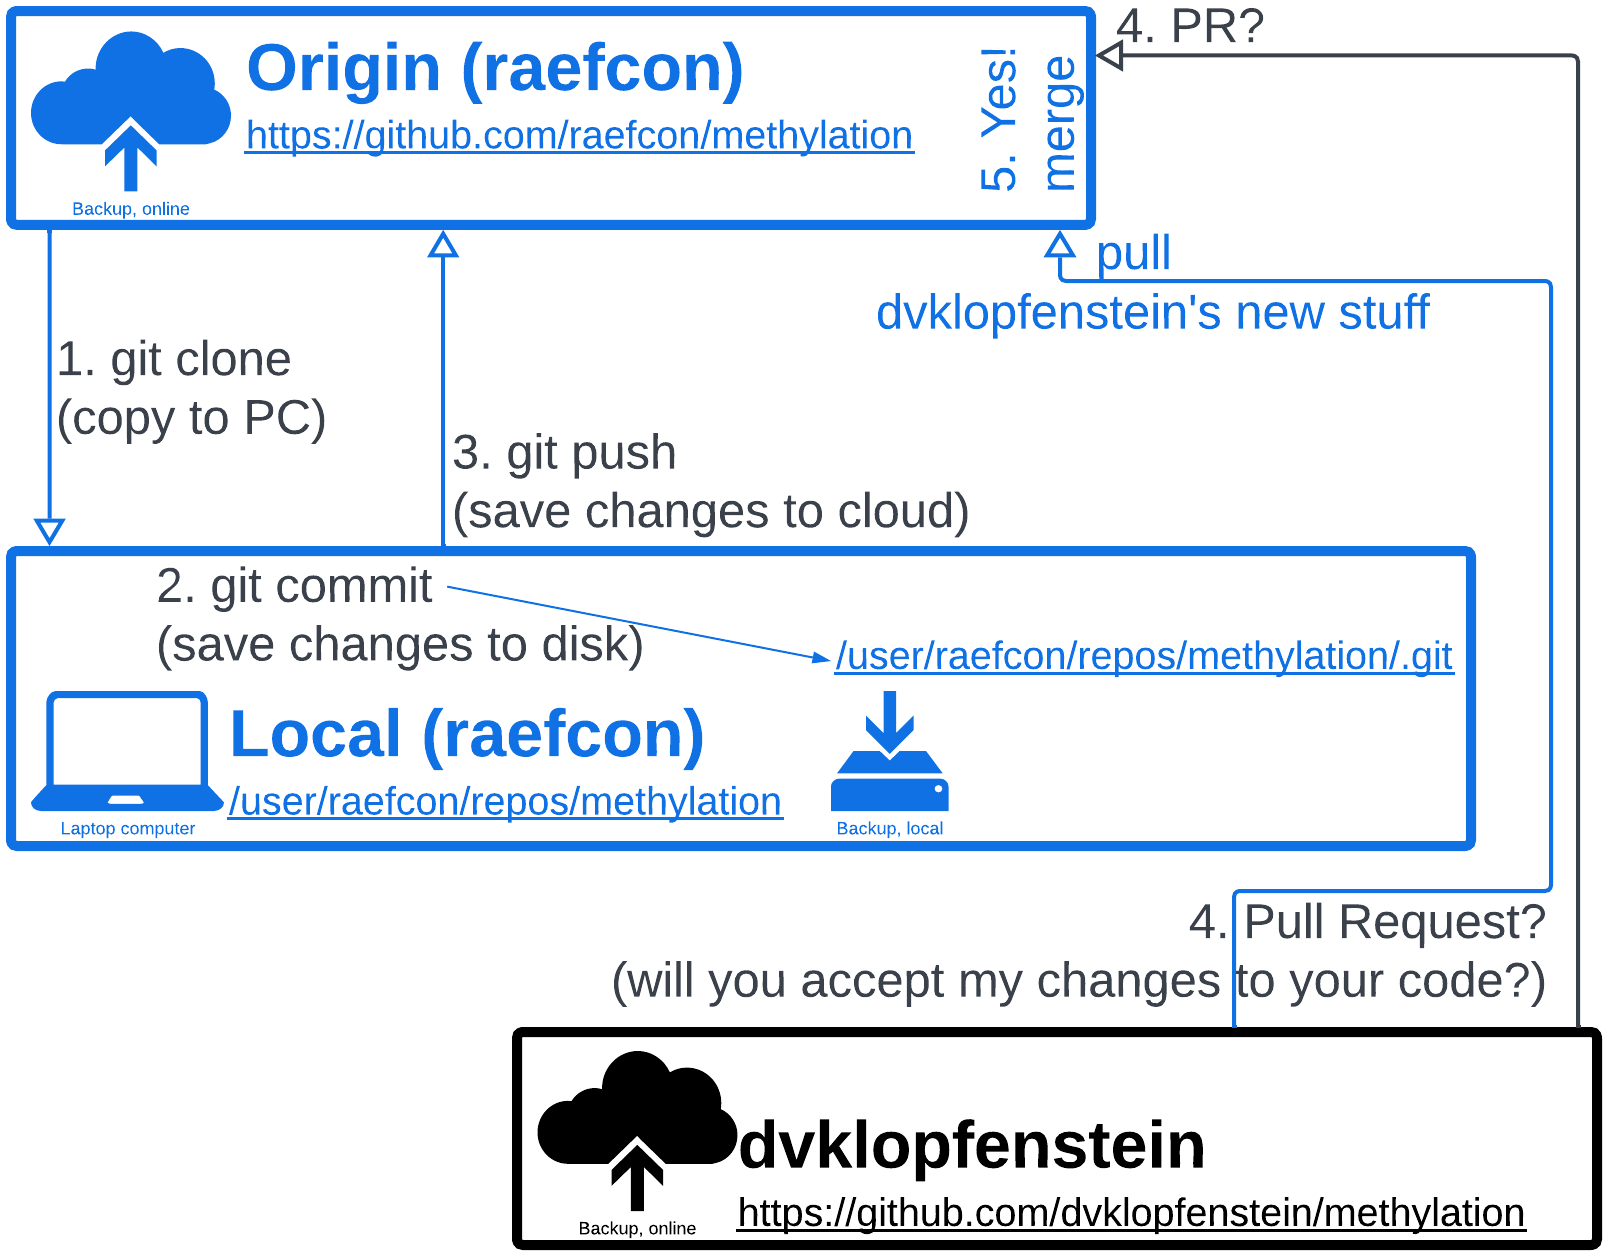 4. PR?
Origin (raefcon)
https://github.com/raefcon/methylation
Backup, online
5. Yes!
merge
pull
dvklopfenstein's new stuff
1. git clone
(copy to PC)
3. git push
(save changes to cloud)
2. git commit
(save changes to disk)
/user/raefcon/repos/methylation/.git
Local (raefcon)
/user/raefcon/repos/methylation
Laptop computer
Backup, local
4. Pull Request?
(will you accept my changes to your code?)
dvklopfenstein
https://github.com/dvklopfenstein/methylation
Backup, online